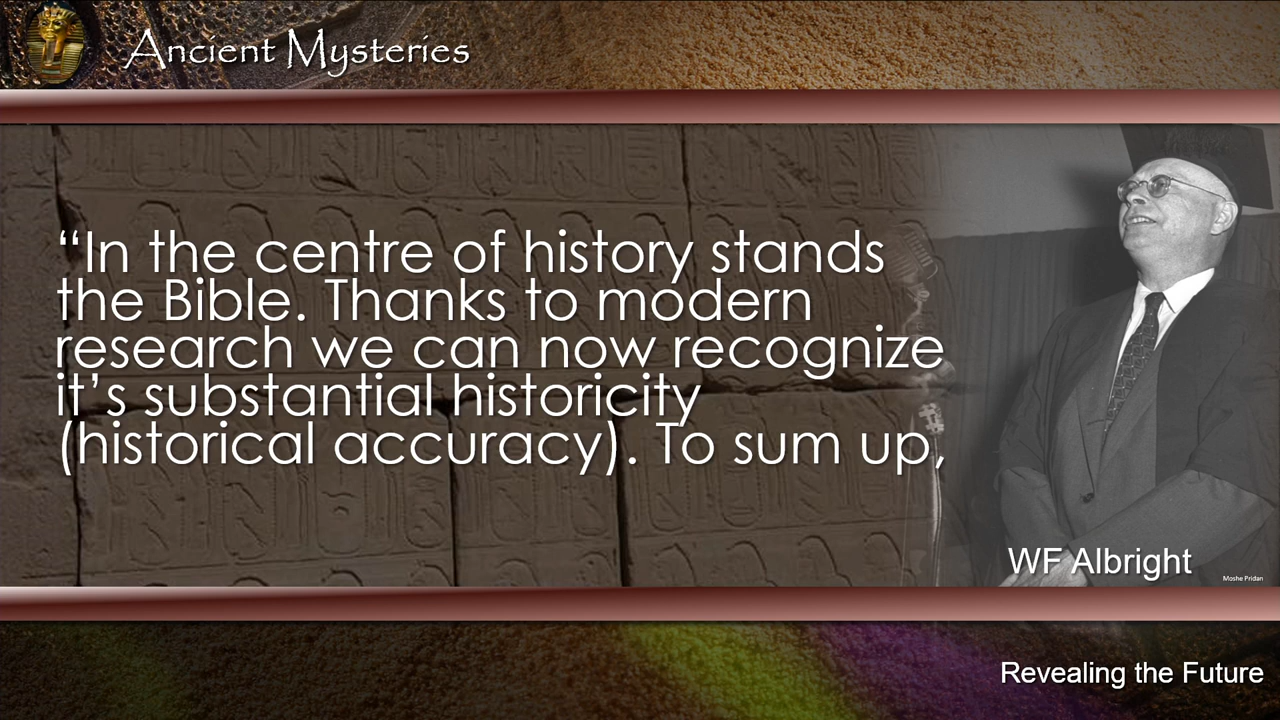 Ancient Mysteries
“In the centre of history stands
the Bible. Thanks to modern
research we can now recognize
it’s substantial historicity
(historical accuracy). To sum up,
WF Albright
Moshe Pridan
Revealing the Future